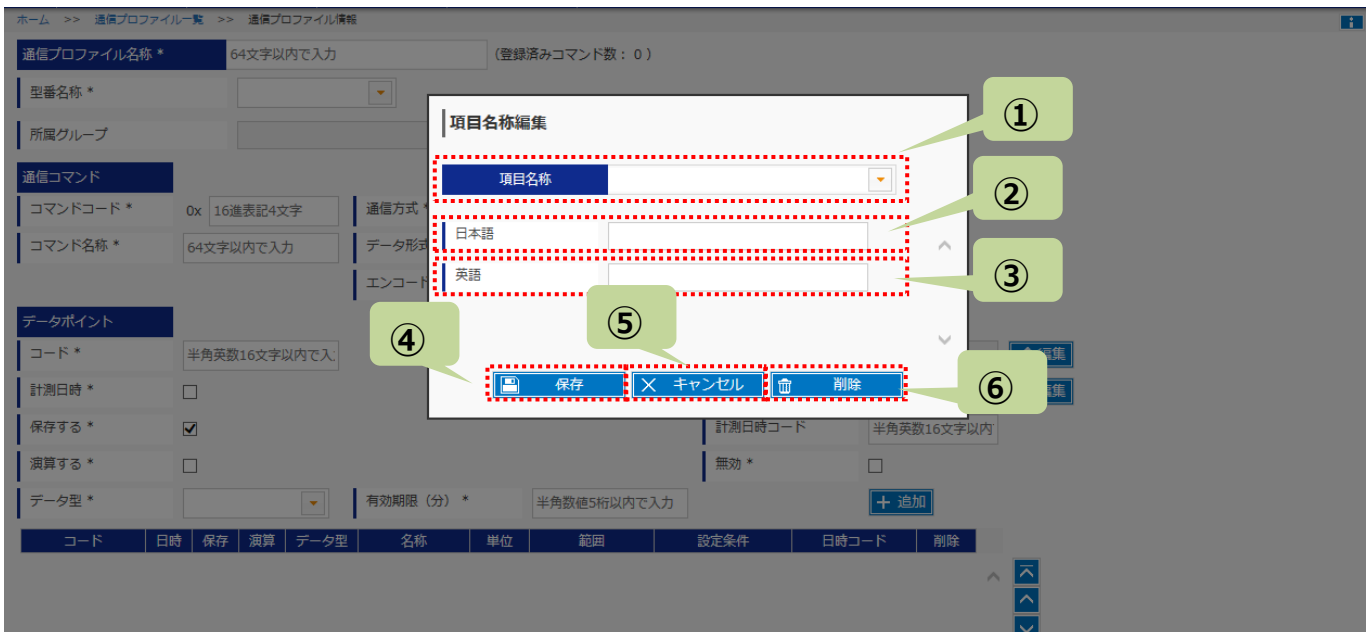 ホーム >> 通信プロファイル一覧 >> 通信プロファイル情報
通信プロファイル名称 * 64文字以内で入力 (登録済みコマンド数： 0 )
型番名称 *
所属グループ
通信コマンド
コマンドコード * 0x 16進表記4文字 通信方式 *
コマンド名称 * 64文字以内で入力 データ形式
エンコード
データポイント
コード * 半角英数16文字以内で入 編集
計測日時 * 編集
保存する * 計測日時コード 半角英数16文字以内
演算する * 無効 *
データ型 * 有効期限（分） * 半角数値5桁以内で入力 追加
コード 日時 保存 演算 データ型 名称 単位 範囲 設定条件 日時コード 削除
項目名称編集
項目名称
日本語
英語
保存 キャンセル 削除
①
②
③
④
⑤
⑥